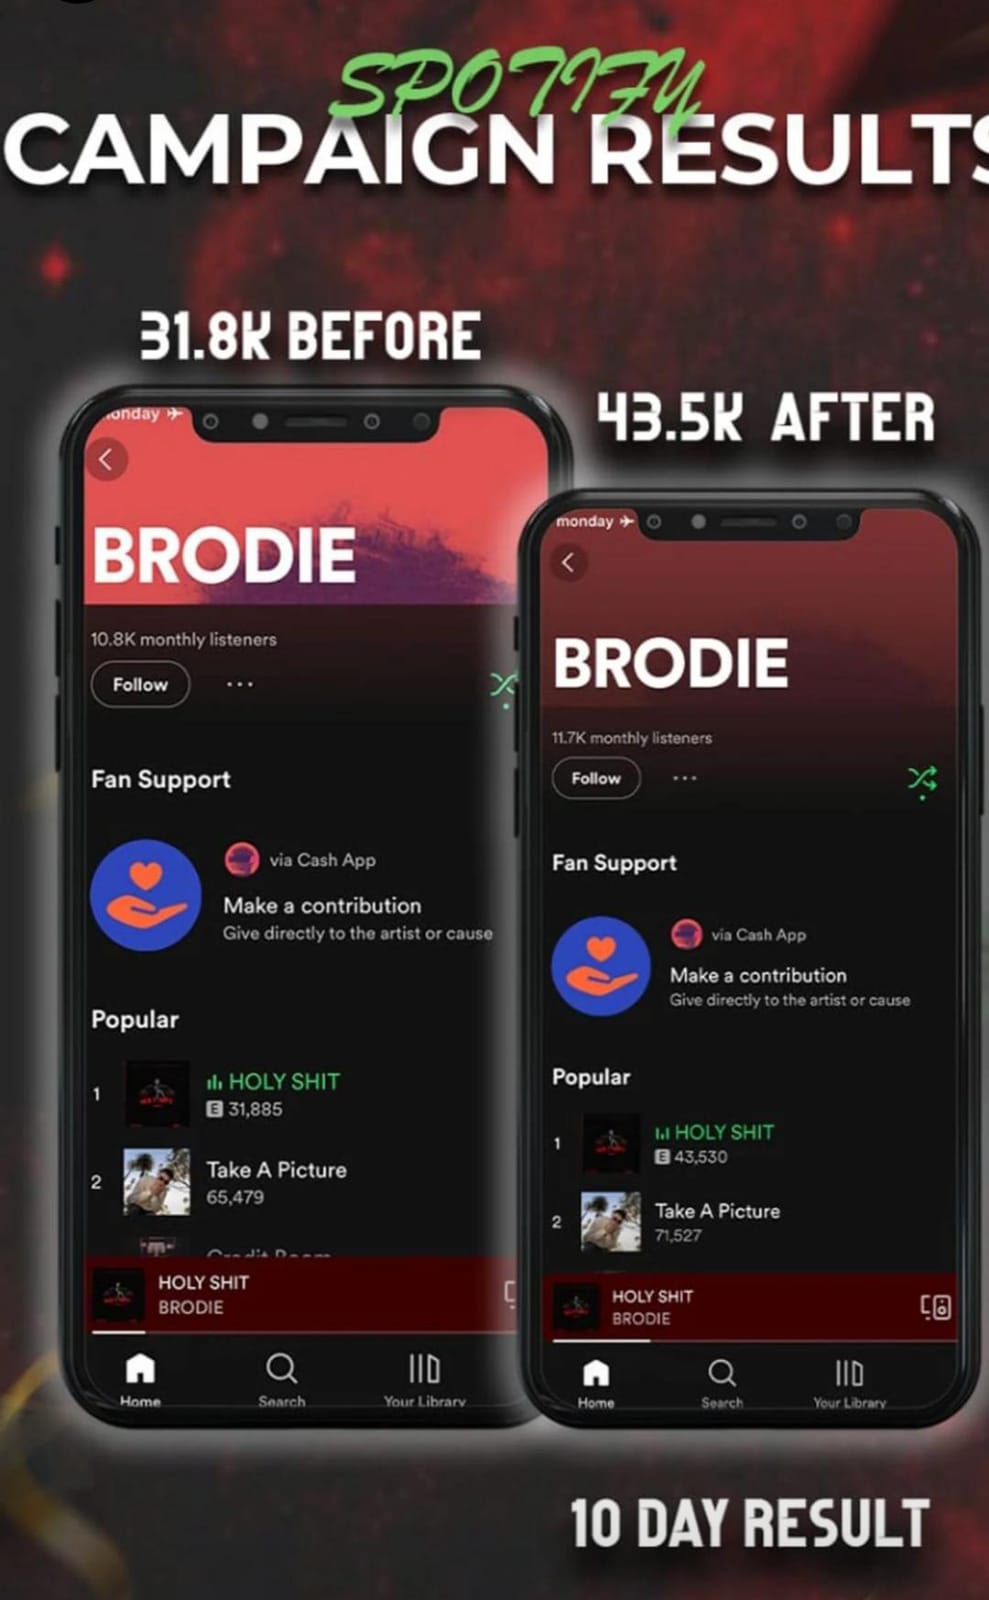 SPOTIFY
CAMPAIGN RESULTS
31.8K BEFORE
43.5K AFTER
monday
BRODIE
10.8K monthly listeners
Follow
Fan Support
via Cash App
Make a contribution
Give directly to the artist or cause
Popular
1
HOLY SHIT
E 31,885
2
Take A Picture
65,479
HOLY SHIT
BRODIE
Home
Search
Your Library
monday
BRODIE
11.7K monthly listeners
Follow
Fan Support
via Cash App
Make a contribution
Give directly to the artist or cause
Popular
1
HOLY SHIT
E 43,530
2
Take A Picture
71,527
HOLY SHIT
BRODIE
Home
Search
Your Library
10 DAY RESULT